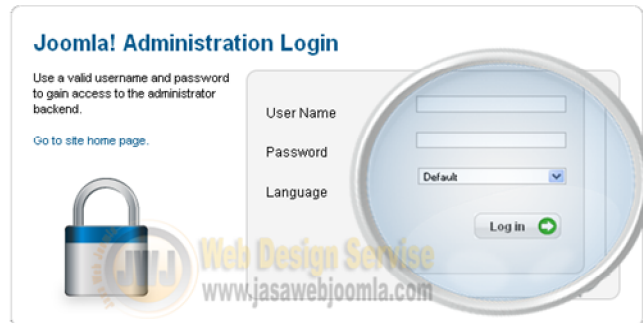 Joomla! Administration Login
Use a valid username and password
to gain access to the administrator
backend.
Go to site home page.
User Name
Password
Language
Default
Log in
JWJ Web Design Servise
www.jasawebjoomla.com